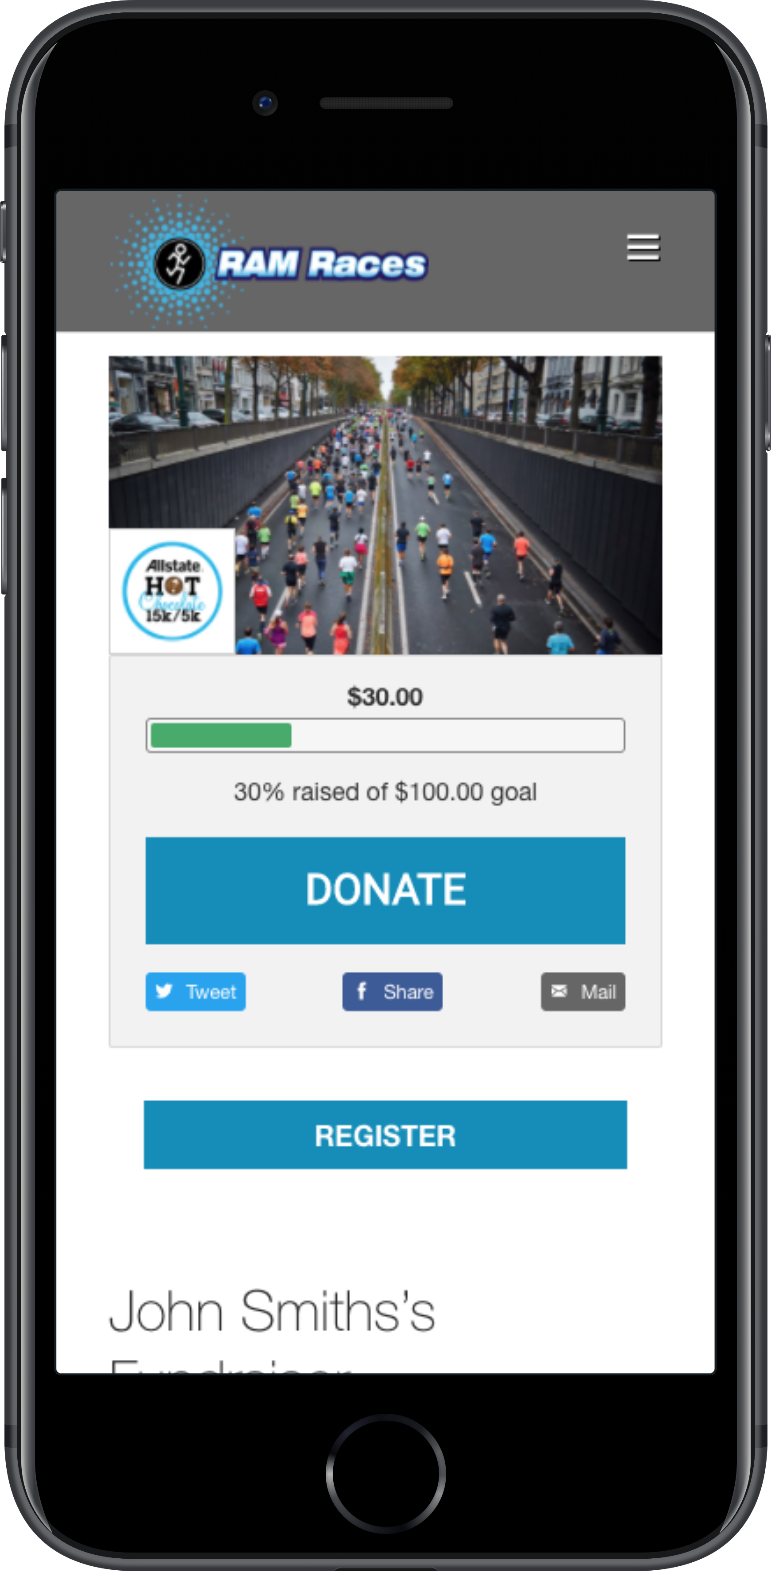 RAM Races
Allstate
HOT
Chocolate
15k/5k
$30.00
30% raised of $100.00 goal
DONATE
Tweet
Share
Mail
REGISTER
John Smiths's
Fundraiser